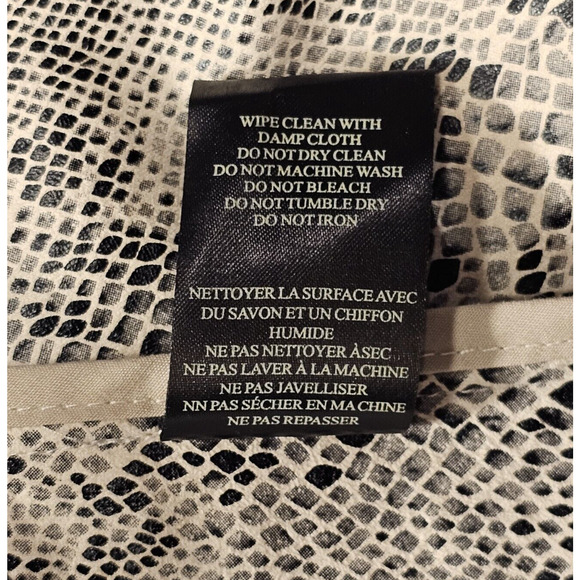 WIPE CLEAN WITH
DAMP CLOTH
DO NOT DRY CLEAN
DO NOT MACHINE WASH
DO NOT BLEACH
DO NOT TUMBLE DRY
DO NOT IRON
NETTOYER LA SURFACE AVEC
DU SAVON ET UN CHIFFON
HUMIDE
NE PAS NETTOYER ÀSEC
NE PAS LAVER À LA MACHINE
NE PAS JAVELLISER
NN PAS SÉCHER EN MA CHINE
NE PAS REPASSER